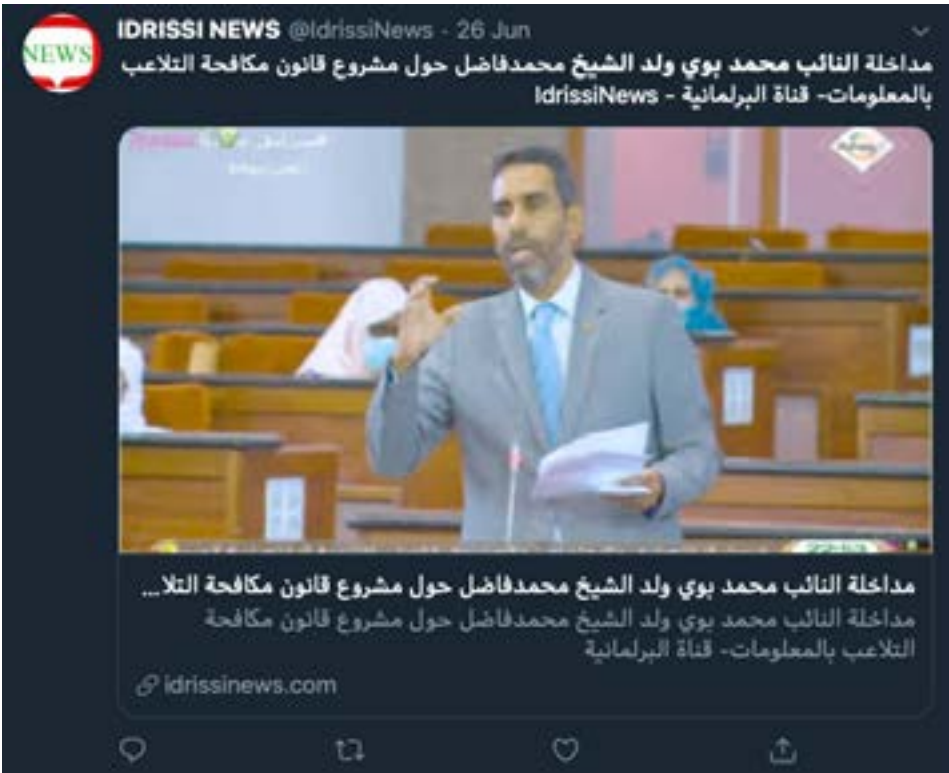 NEWS
IDRISSI NEWS @IdrissiNews · 26 Jun
مداخلة النائب محمد بوي ولد الشيخ محمدفاضل حول مشروع قانون مكافحة التلاعب
بالمعلومات- قناة البرلمانية - IdrissiNews
مداخلة النائب محمد بوي ولد الشيخ محمدفاضل حول مشروع قانون مكافحة التلا...
مداخلة النائب محمد بوي ولد الشيخ محمدفاضل حول مشروع قانون مكافحة
التلاعب بالمعلومات- قناة البرلمانية
idrissinews.com